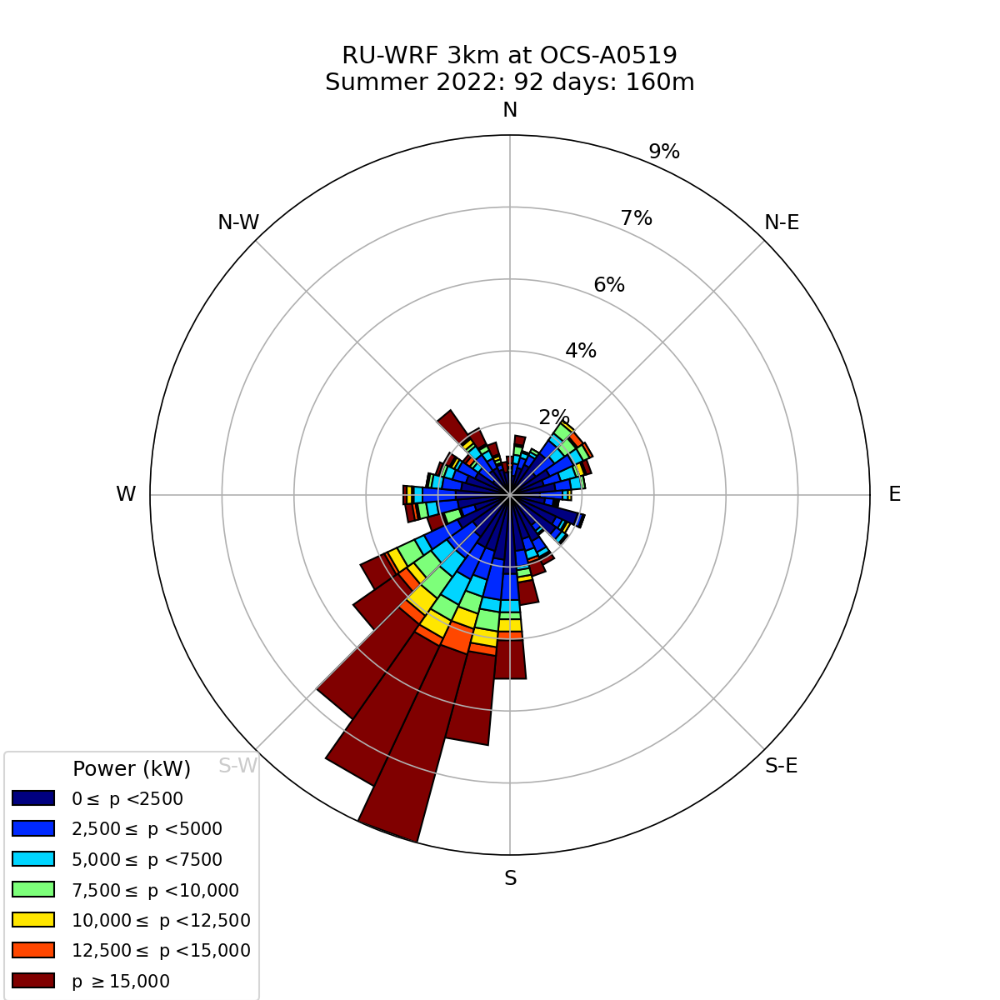 RU-WRF 3km at OCS-A0519
Summer 2022: 92 days: 160m
N
9%
N-W
7%
N-E
6%
4%
2%
W
E
S-W
S-E
S
Power (kW)
0≤ p <2500
2,500≤ p <5000
5,000≤ p <7500
7,500≤ p <10,000
10,000≤ p <12,500
12,500≤ p <15,000
p ≥15,000